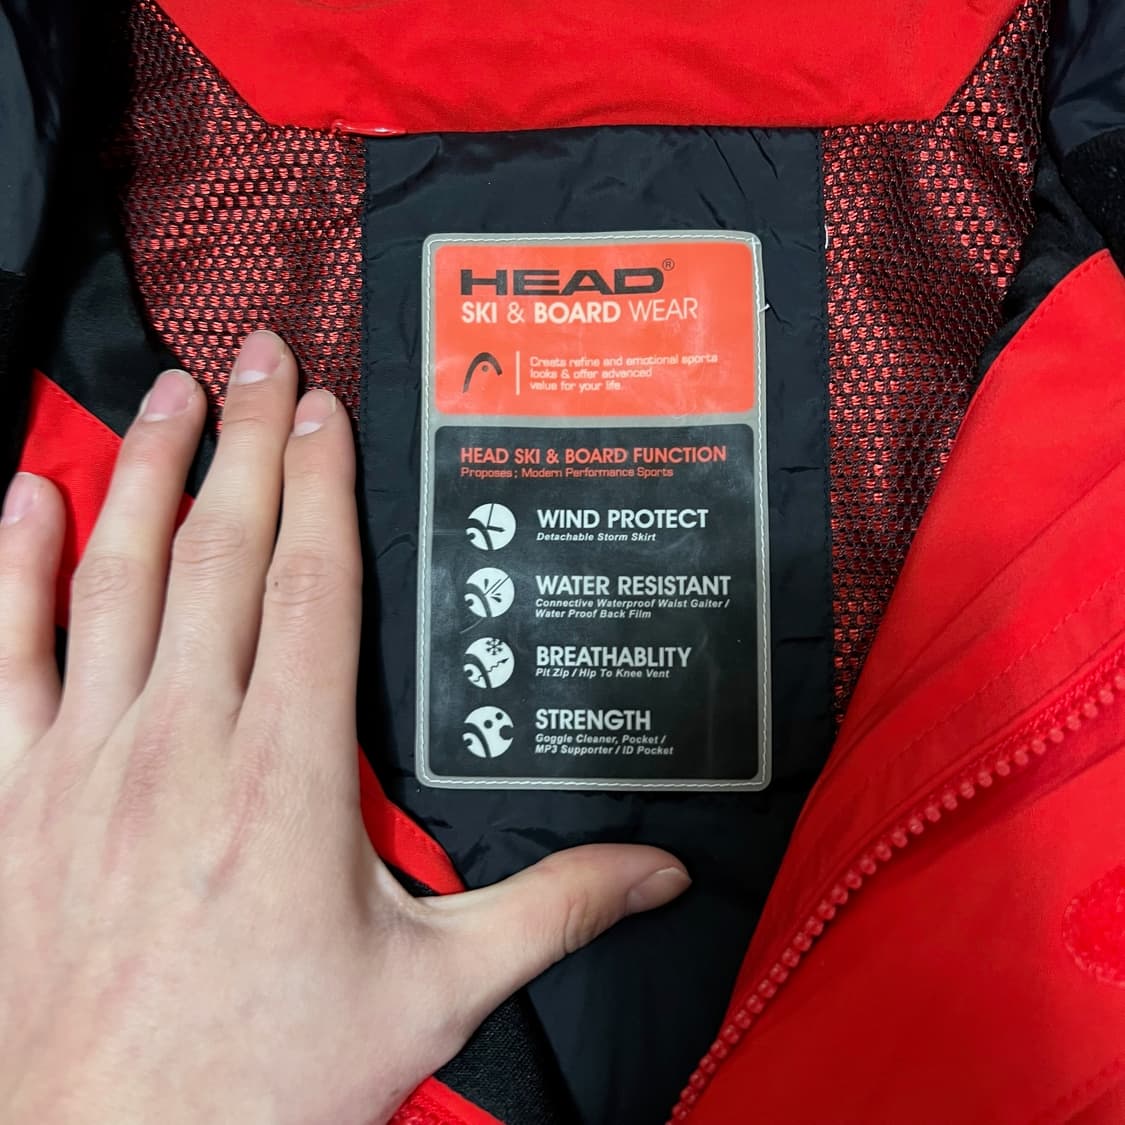 HEAD®
SKI & BOARD WEAR
Create refine and emotional sports
looks & offer advanced
value for your life.
HEAD SKI & BOARD FUNCTION
Proposes ; Modern Performance Sports
WIND PROTECT
Detachable Storm Skirt
WATER RESISTANT
Connective Waterproof Waist Gaiter /
Water Proof Back Film
BREATHABLITY
Pit Zip / Hip To Knee Vent
STRENGTH
Goggle Cleaner, Pocket /
MP3 Supporter / ID Pocket